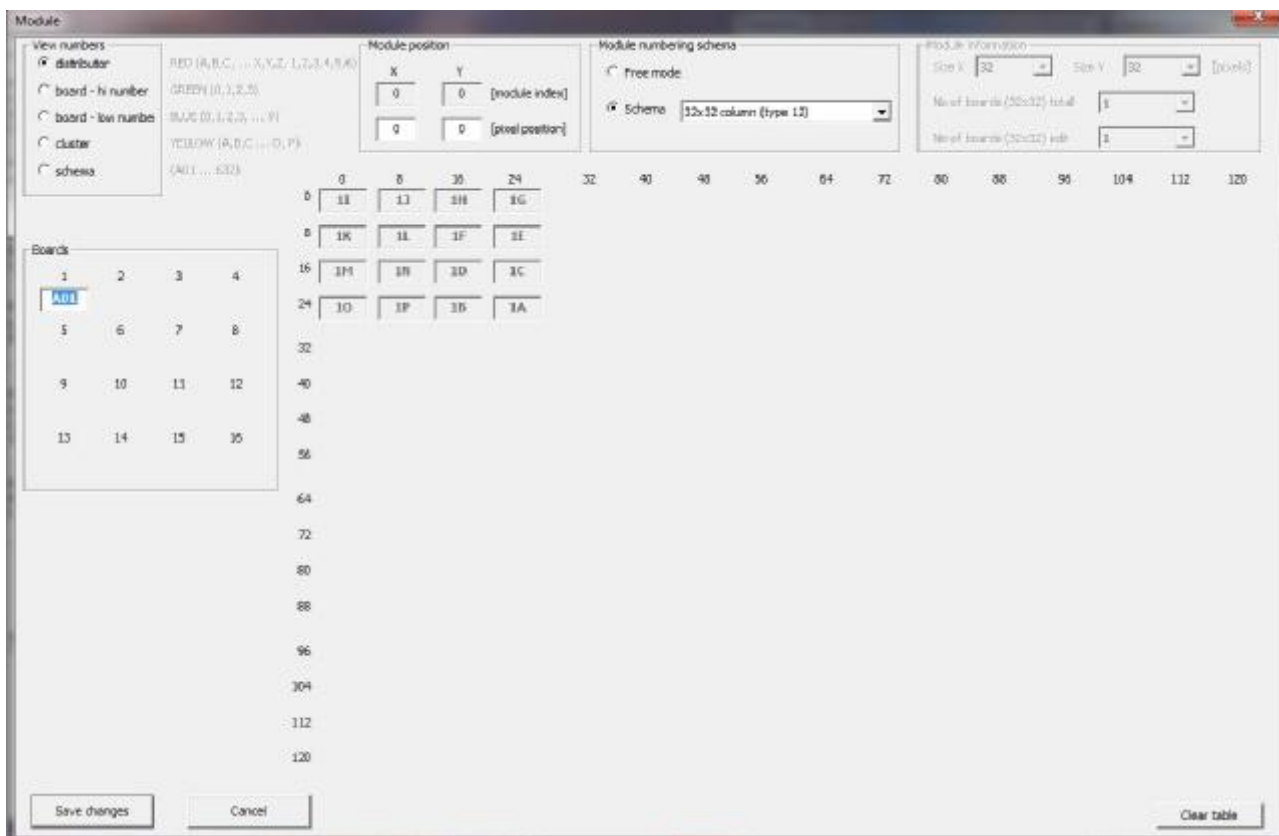 Module
View numbers
distributor RED (A,B,C, ... X,Y,Z, 1,2,3,4,5,6)
board - hi number GREEN (0,1,2,3)
board - low number BLUE (0,1,2,3, ... 9)
cluster YELLOW (A,B,C ... O, P)
schema (A01 ... 632)
Module position
X Y
0 0 [module index]
0 0 [pixel position]
Module numbering schema
Free mode
Schema 32x32 column (type 12)
Module information
Size X 32 Size Y 32 [pixels]
No of boards (32x32) total 1
No of boards (32x32) edit 1
0 8 16 24 32 40 48 56 64 72 80 88 96 104 112 120
0 1I 1J 1H 1G
8 1K 1L 1F 1E
16 1M 1N 1D 1C
24 1O 1P 1B 1A
32
40
48
56
64
72
80
88
96
104
112
120
Boards
1 2 3 4
A01
5 6 7 8
9 10 11 12
13 14 15 16
Save changes Cancel Clear table